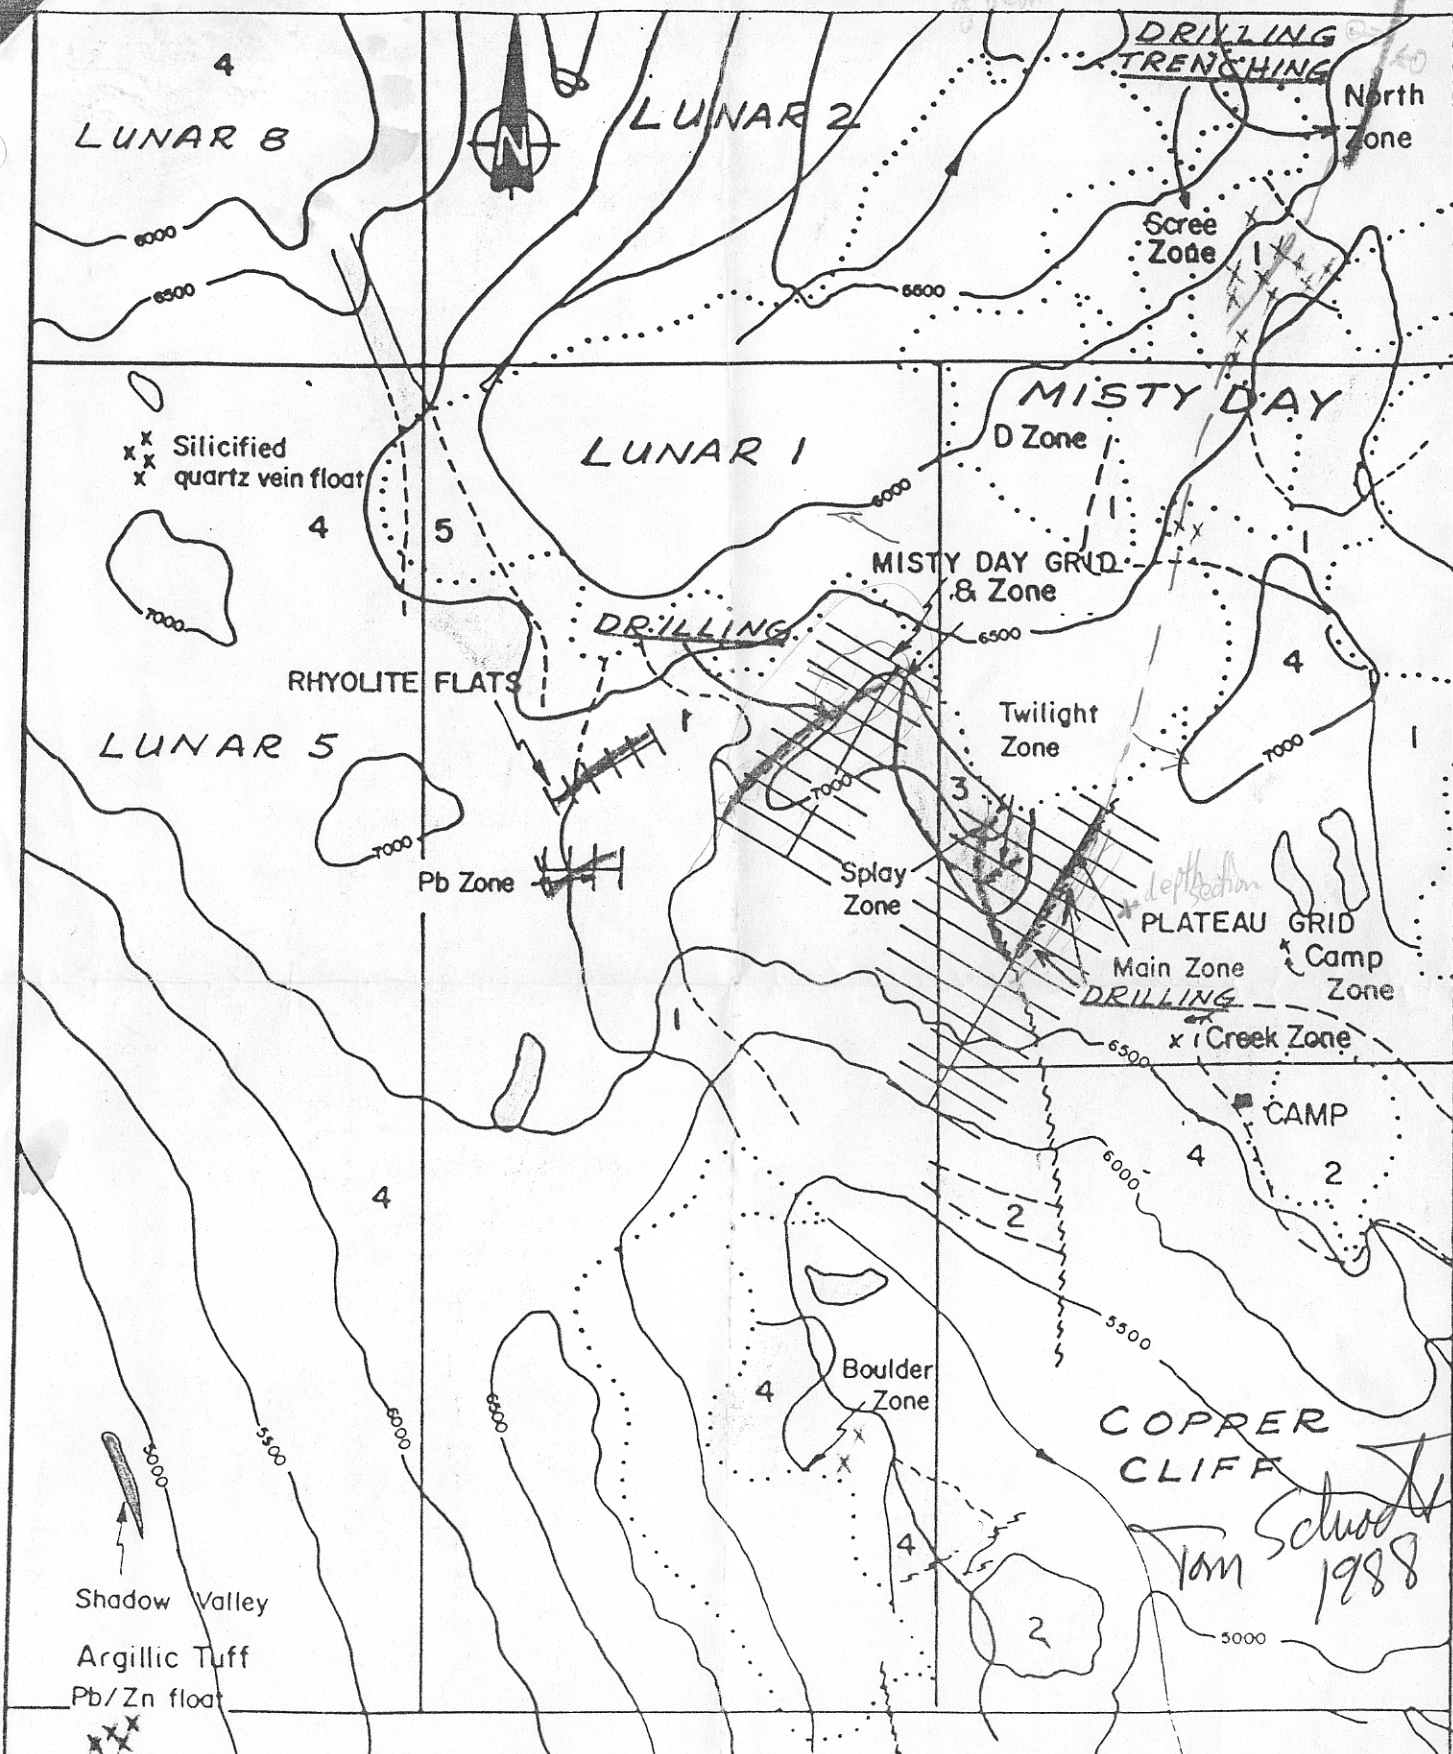 DRILLING
TRENCHING
4
LUNAR 8
N
LUNAR 2
North
Zone
Scree
Zone
1
6000
6500
6500
MISTY DAY
D Zone
LUNAR 1
Silicified
quartz vein float
6000
4
5
1
1
MISTY DAY GRID
& Zone
7000
DRILLING
6500
4
RHYOLITE FLATS
1
Twilight
Zone
LUNAR 5
7000
1
7000
3
7000
Pb Zone
Splay
Zone
depth
section
PLATEAU GRID
Main Zone
Camp
Zone
DRILLING
1
Creek Zone
6500
CAMP
4
6000
4
2
2
5500
Boulder
Zone
4
6500
6000
5500
5000
COPPER
CLIFF
Tom
1988
4
Shadow Valley
Argillic Tuff
Pb/Zn float
2
5000